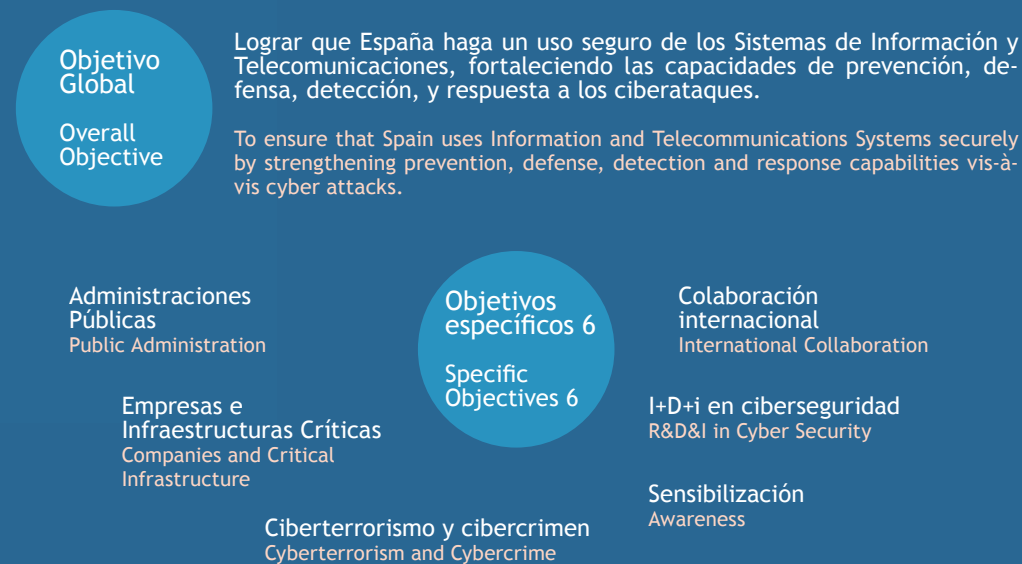 Objetivo
Global
Overall
Objective
Lograr que España haga un uso seguro de los Sistemas de Información y
Telecomunicaciones, fortaleciendo las capacidades de prevención, de-
fensa, detección, y respuesta a los ciberataques.
To ensure that Spain uses Information and Telecommunications Systems securely
by strengthening prevention, defense, detection and response capabilities vis-à-
vis cyber attacks.
Objetivos
específicos 6
Specific
Objectives 6
Administraciones
Públicas
Public Administration
Empresas e
Infraestructuras Críticas
Companies and Critical
Infrastructure
Ciberterrorismo y cibercrimen
Cyberterrorism and Cybercrime
Colaboración
internacional
International Collaboration
I+D+i en ciberseguridad
R&D&I in Cyber Security
Sensibilización
Awareness